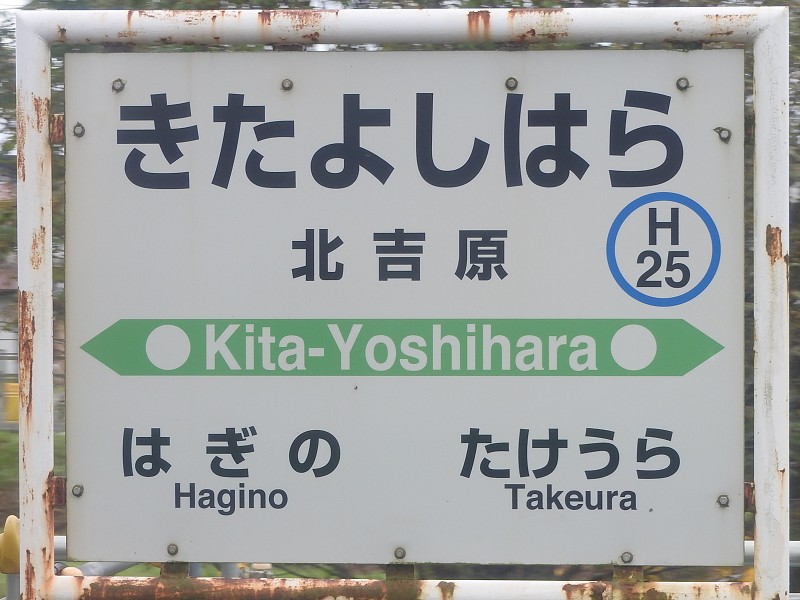 きたよしはら
北吉原
H
25
Kita-Yoshihara
はぎの
Hagino
たけうら
Takeura